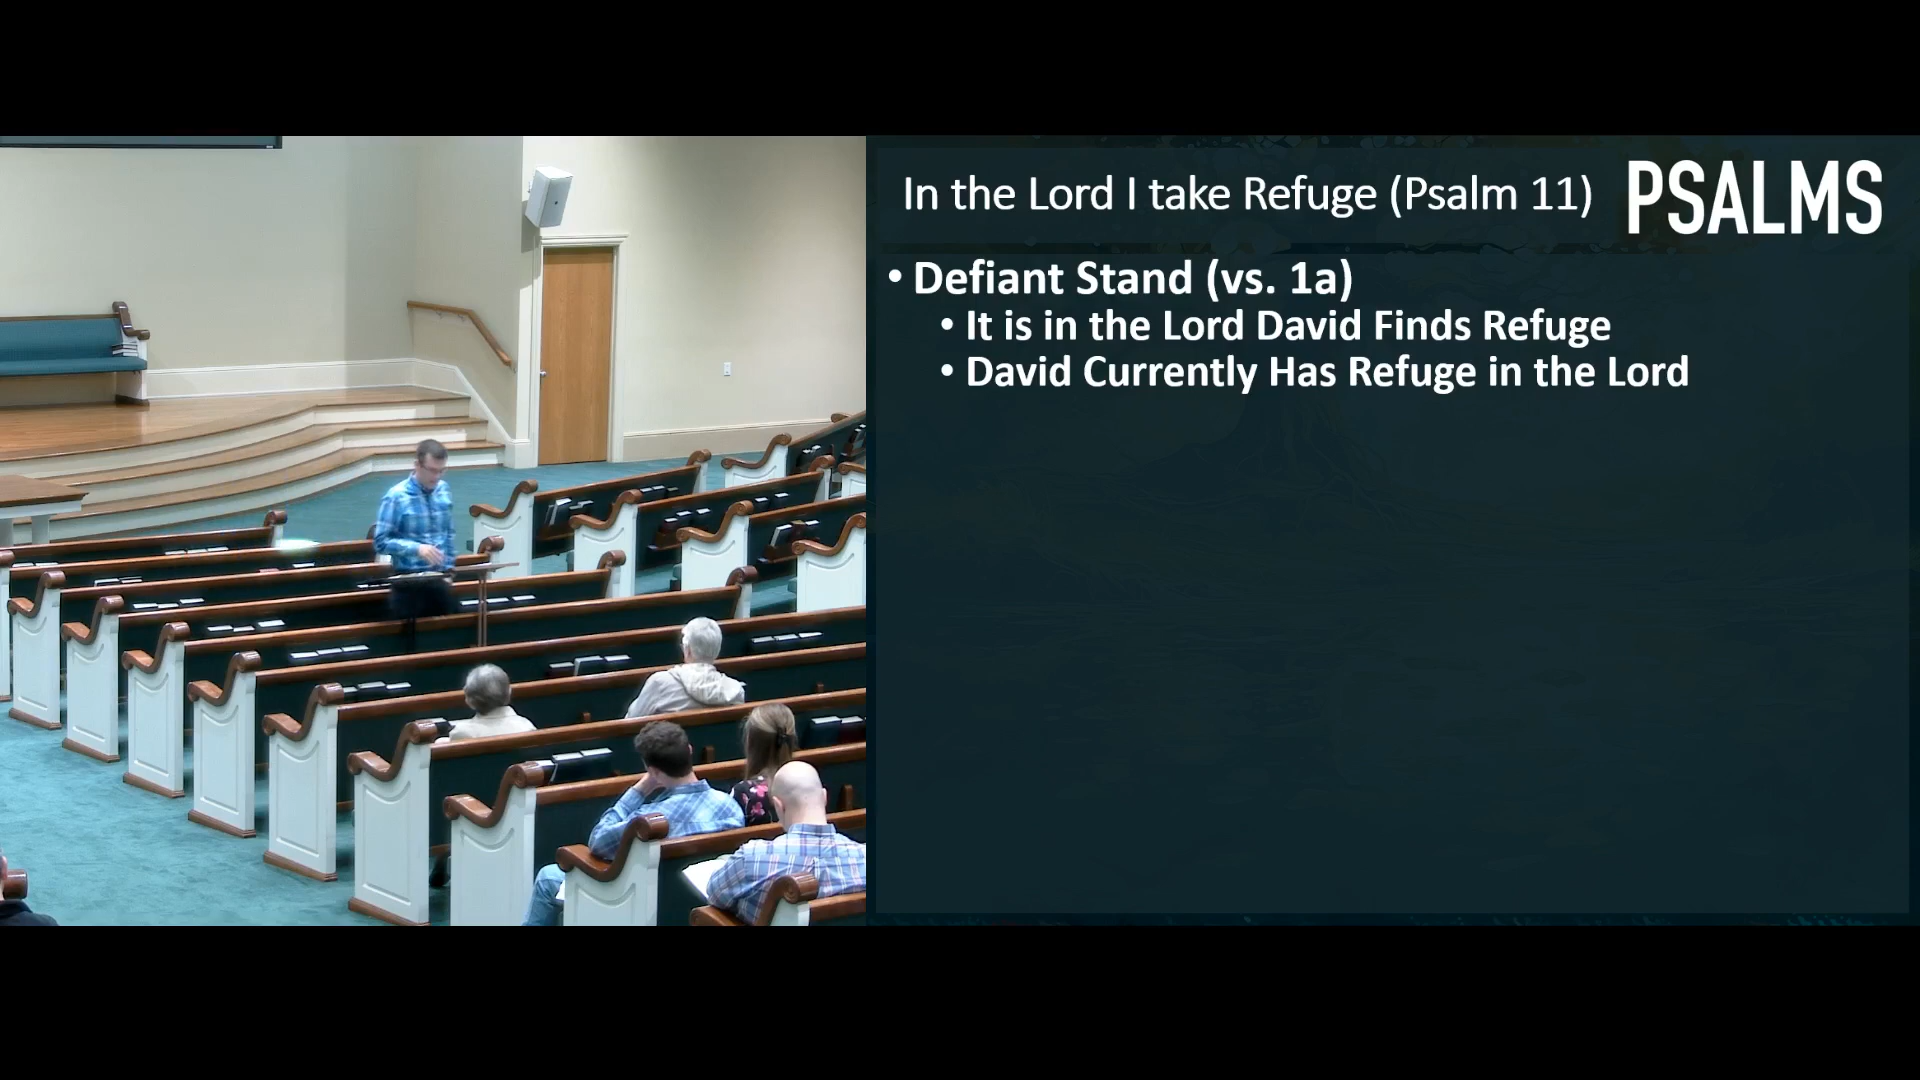 In the Lord I take Refuge (Psalm 11)
PSALMS
• Defiant Stand (vs. 1a)
• It is in the Lord David Finds Refuge
• David Currently Has Refuge in the Lord